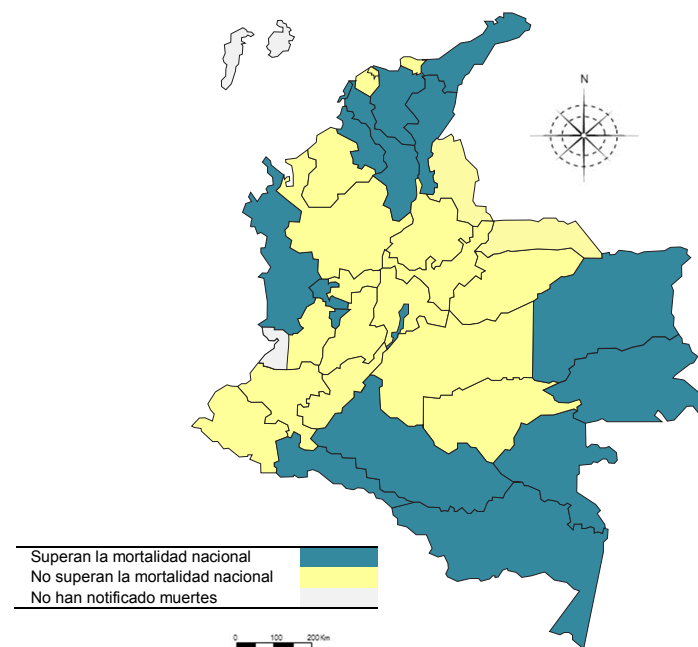 N
Superan la mortalidad nacional
No superan la mortalidad nacional
No han notificado muertes
0 100 200 Km